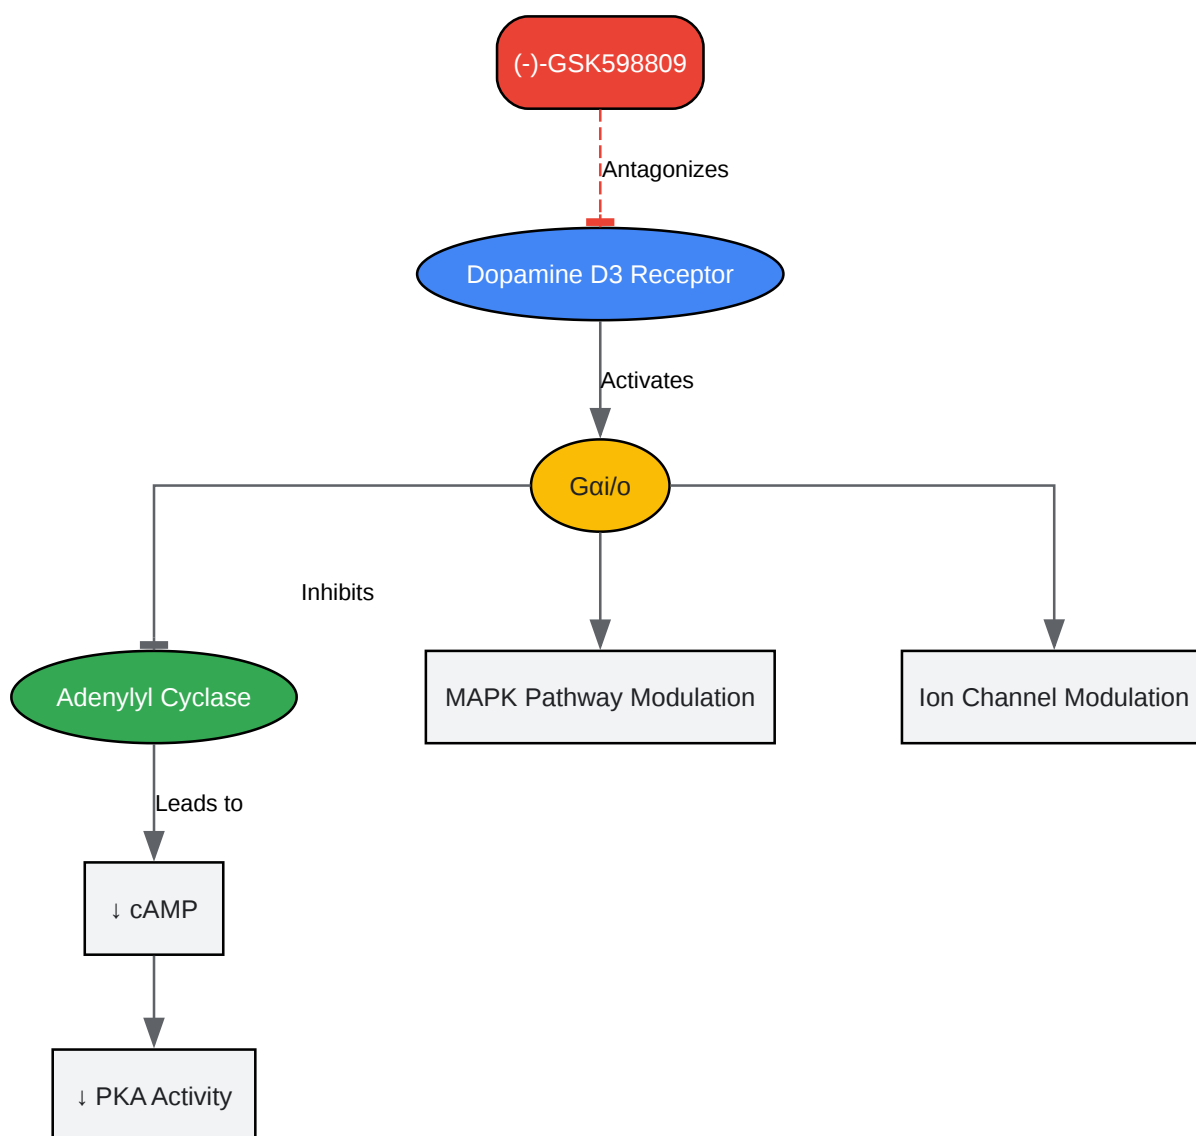 (-)-GSK598809
Antagonizes
Dopamine D3 Receptor
Activates
Gαi/o
Inhibits
Adenylyl Cyclase
MAPK Pathway Modulation
Ion Channel Modulation
Leads to
↓ cAMP
↓ PKA Activity